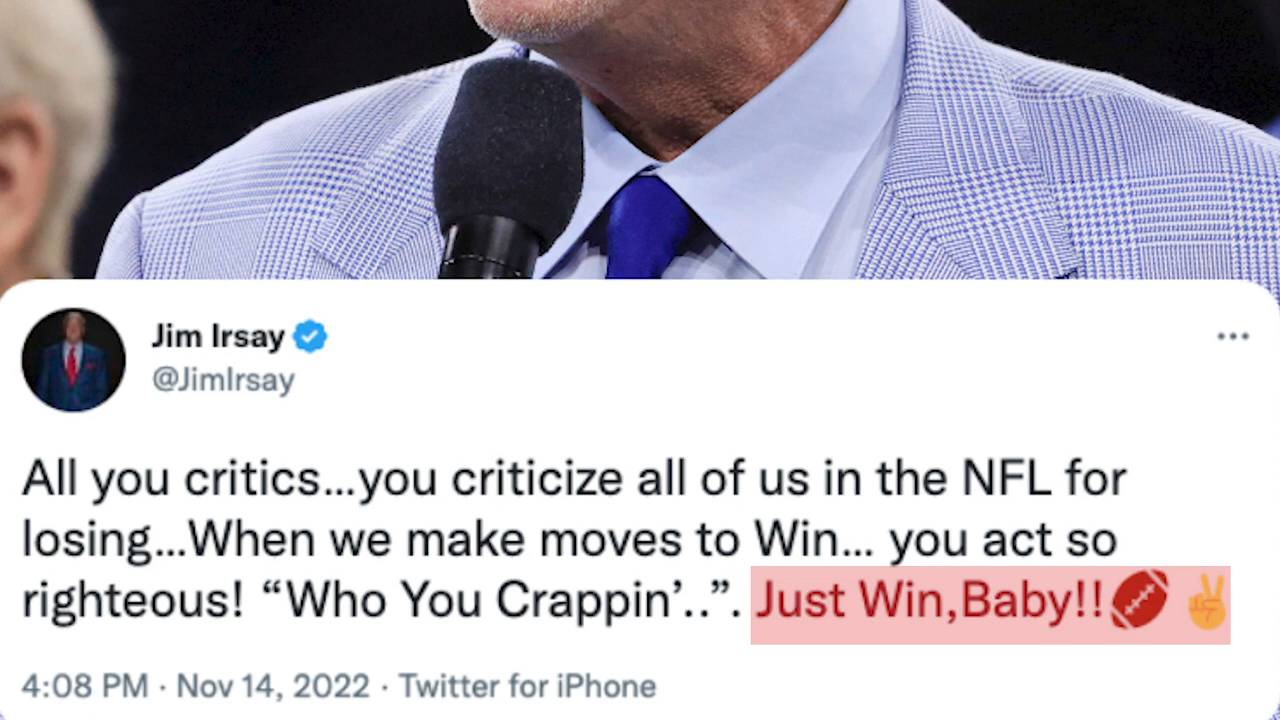 Jim Irsay
@JimIrsay
All you critics...you criticize all of us in the NFL for
losing...When we make moves to Win... you act so
righteous! “Who You Crappin’..”. Just Win,Baby!!🏈✌️
4:08 PM · Nov 14, 2022 · Twitter for iPhone